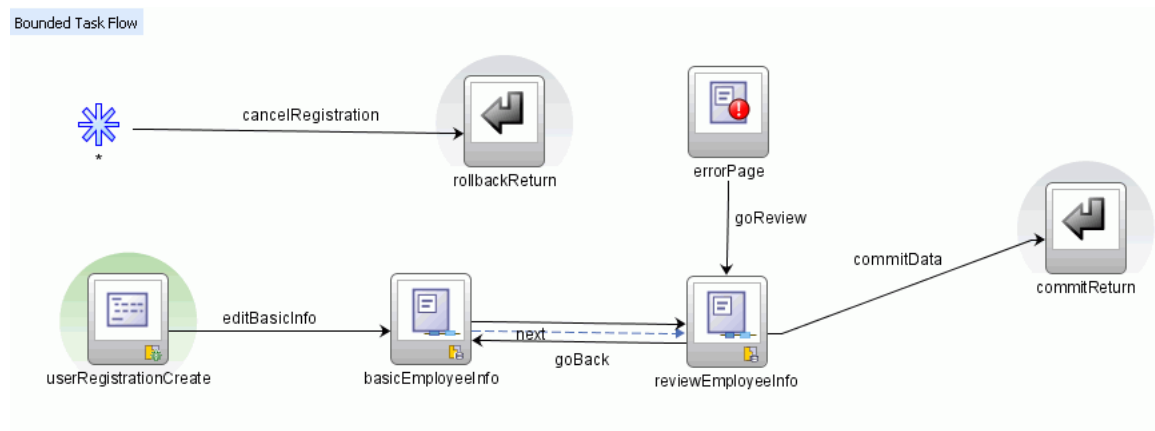 Bounded Task Flow
cancelRegistration
*
rollbackReturn
errorPage
goReview
commitData
commitReturn
editBasicInfo
next
goBack
userRegistrationCreate
basicEmployeeInfo
reviewEmployeeInfo